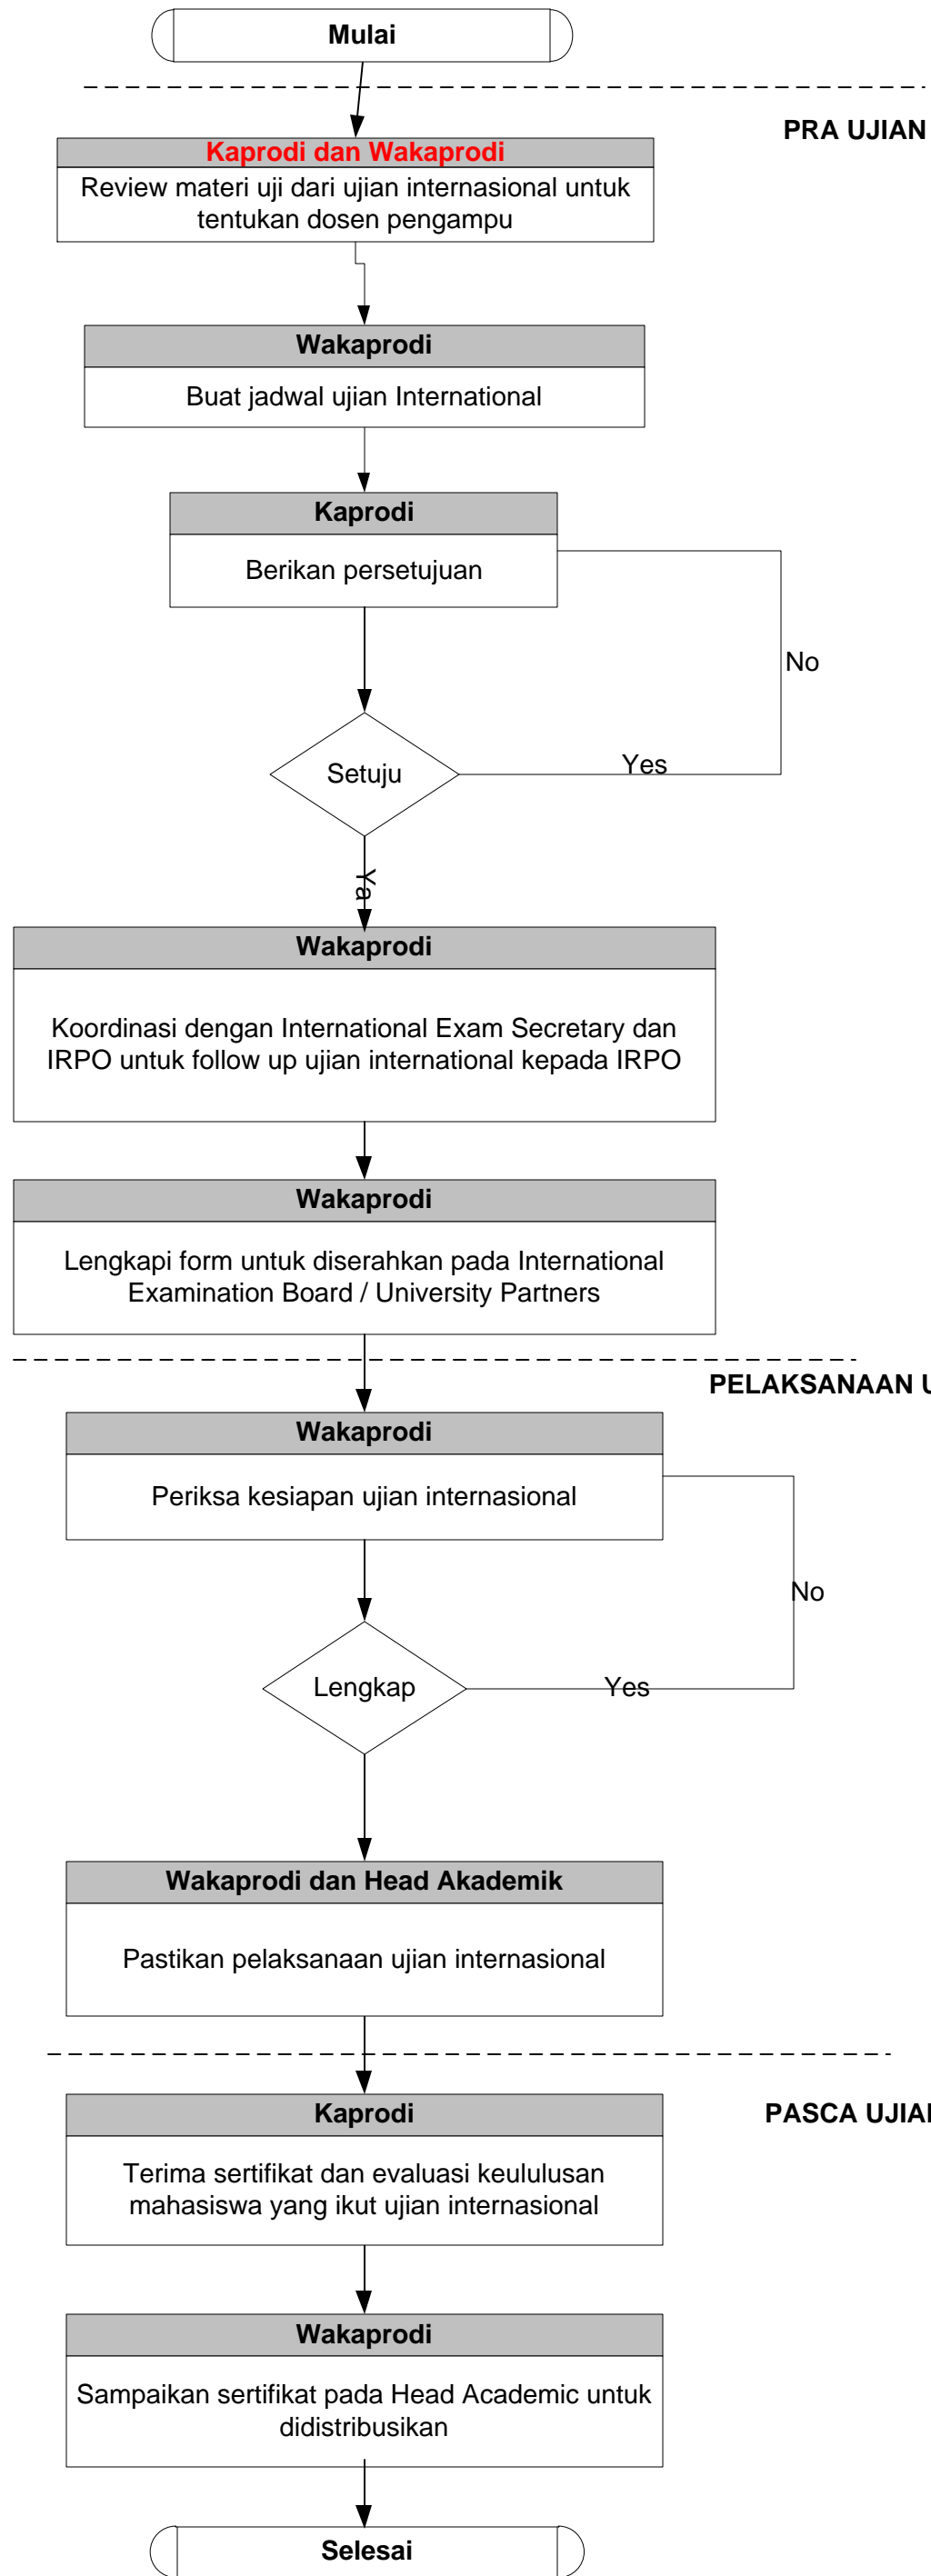 Mulai
PRA UJIAN
Kaprodi dan Wakaprodi
Review materi uji dari ujian internasional untuk
tentukan dosen pengampu
Wakaprodi
Buat jadwal ujian International
Kaprodi
Berikan persetujuan
No
Setuju
Yes
Ya
Wakaprodi
Koordinasi dengan International Exam Secretary dan
IRPO untuk follow up ujian international kepada IRPO
Wakaprodi
Lengkapi form untuk diserahkan pada International
Examination Board / University Partners
PELAKSANAAN U
Wakaprodi
Periksa kesiapan ujian internasional
No
Lengkap
Yes
Wakaprodi dan Head Akademik
Pastikan pelaksanaan ujian internasional
Kaprodi
PASCA UJIAN
Terima sertifikat dan evaluasi keululusan
mahasiswa yang ikut ujian internasional
Wakaprodi
Sampaikan sertifikat pada Head Academic untuk
didistribusikan
Selesai